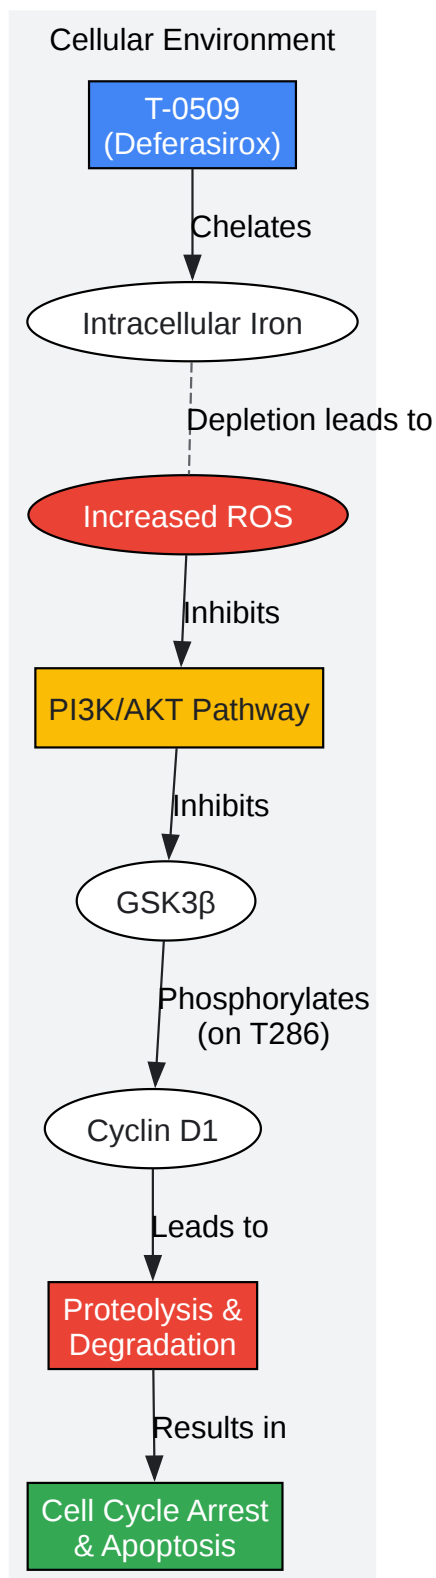 Cellular Environment
T-0509
(Deferasirox)
Chelates
Intracellular Iron
Depletion leads to
Increased ROS
Inhibits
PI3K/AKT Pathway
Inhibits
GSK3β
Phosphorylates
(on T286)
Cyclin D1
Leads to
Proteolysis &
Degradation
Results in
Cell Cycle Arrest
& Apoptosis